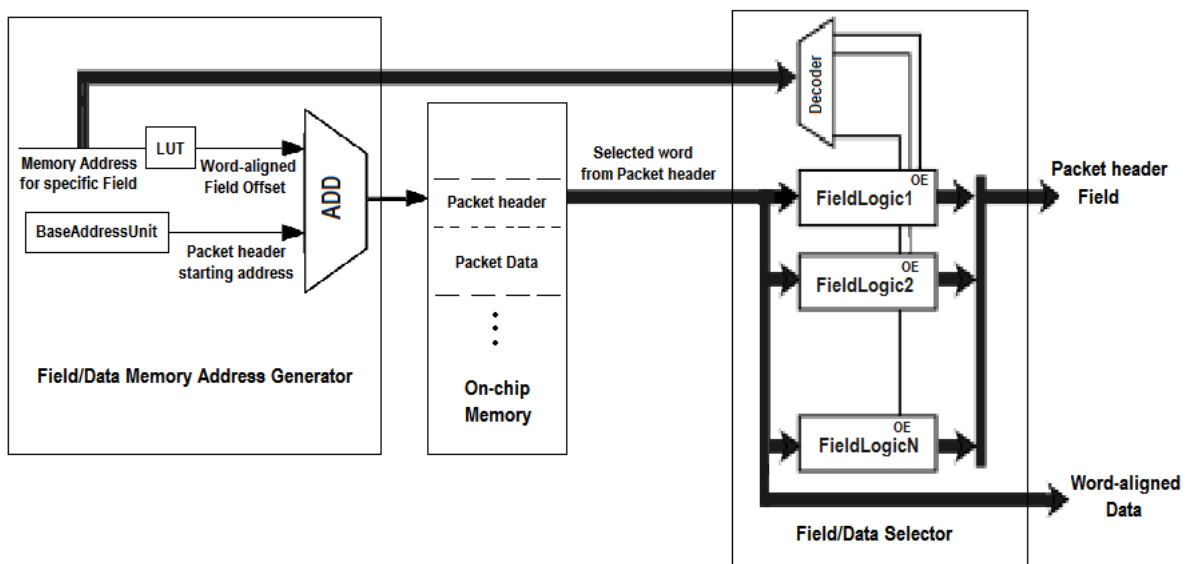 LUT
Memory Address
for specific Field
Word-aligned
Field Offset
BaseAddressUnit
Packet header
starting address
ADD
Field/Data Memory Address Generator
Packet header
Packet Data
On-chip
Memory
Selected word
from Packet header
Decoder
OE
FieldLogic1
OE
FieldLogic2
OE
FieldLogicN
Field/Data Selector
Packet header
Field
Word-aligned
Data